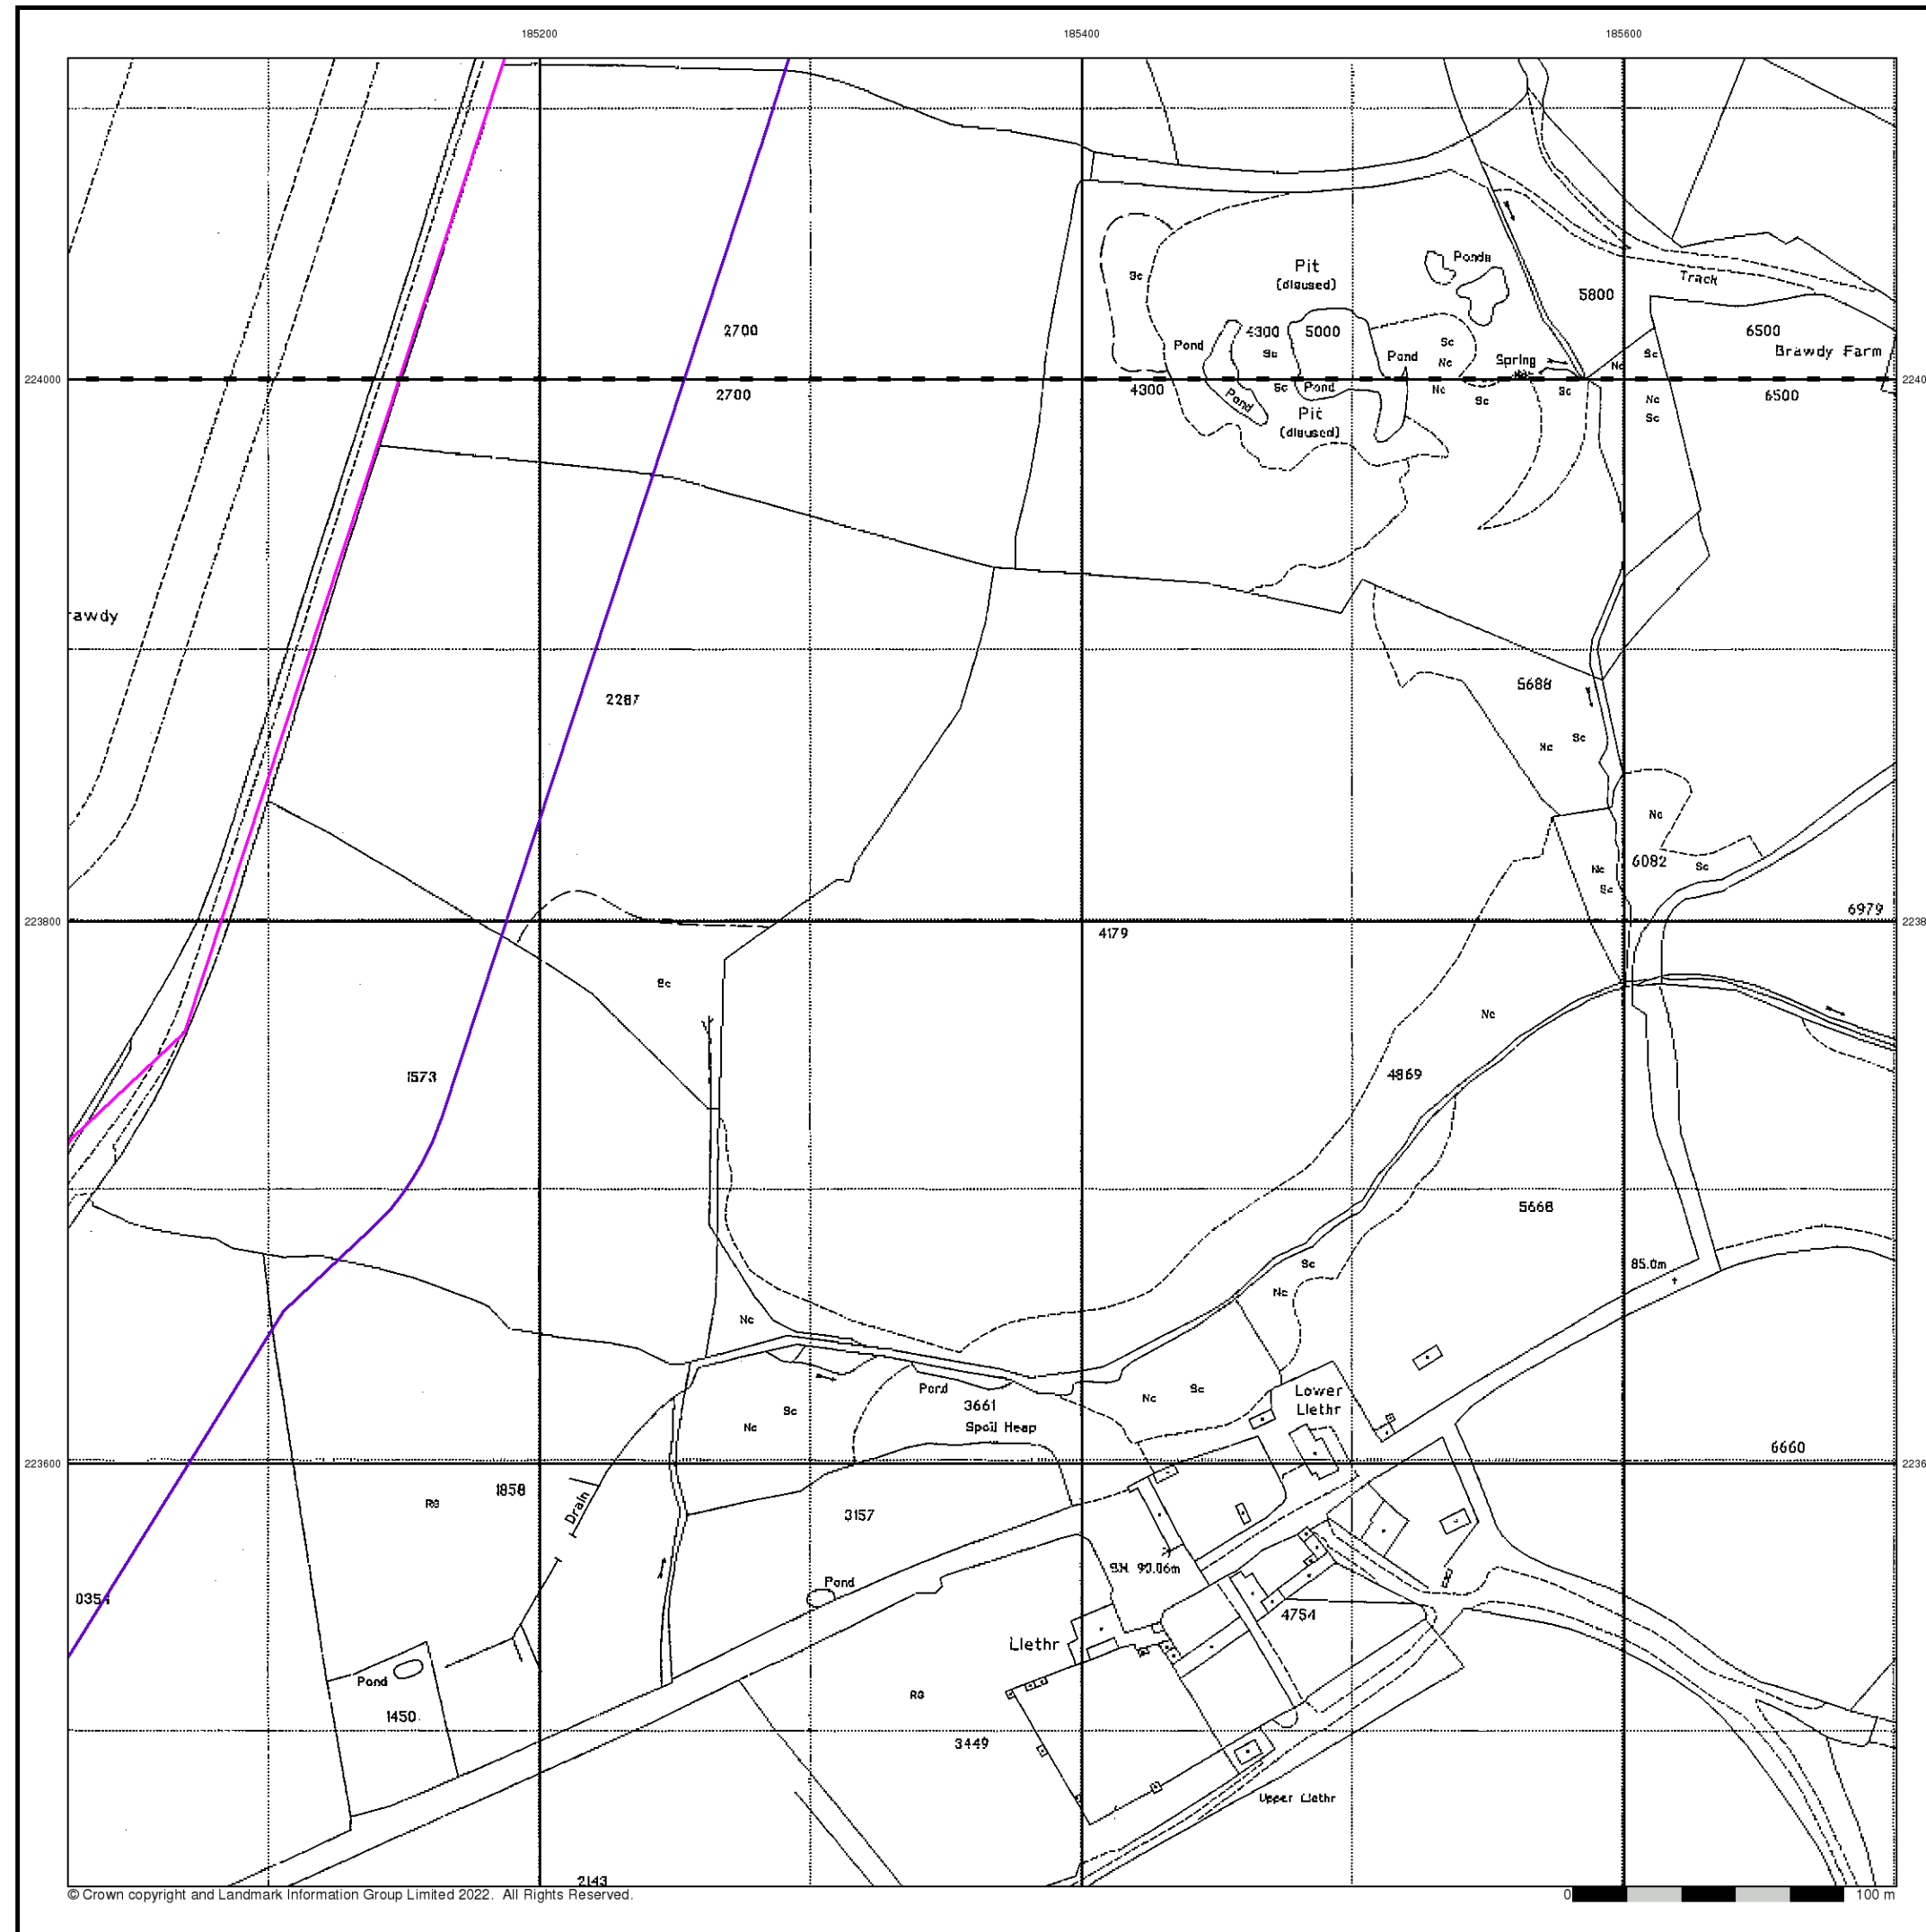 185200
185400
185600
Ponds
Pit
(disused)
Track
Sc
5800
2700
4300
5000
6500
Pond
Pond
Sc
Sc
Sc
Brawdy Farm
Nc
Spring
Nc
224000
2240
2700
4300
Sc
Pond
Nc
Sc
Sc
Nc
6500
Pond
Pit
Sc
(disused)
awdy
2287
5688
Sc
Nc
Nc
6082
Nc
Sc
Sc
223800
6979
2238
4179
Sc
Nc
1573
4869
5668
85.0m
Sc
Nc
Nc
Pond
Nc
Sc
Lower
Llethr
3661
Sc
Nc
Spoil Heap
6660
223600
2236
1858
RG
Drain
3157
BM 90.06m
Pond
0354
4754
Llethr
Pond
RG
1450
3449
Upper Llethr
2143
© Crown copyright and Landmark Information Group Limited 2022. All Rights Reserved.
0
100 m